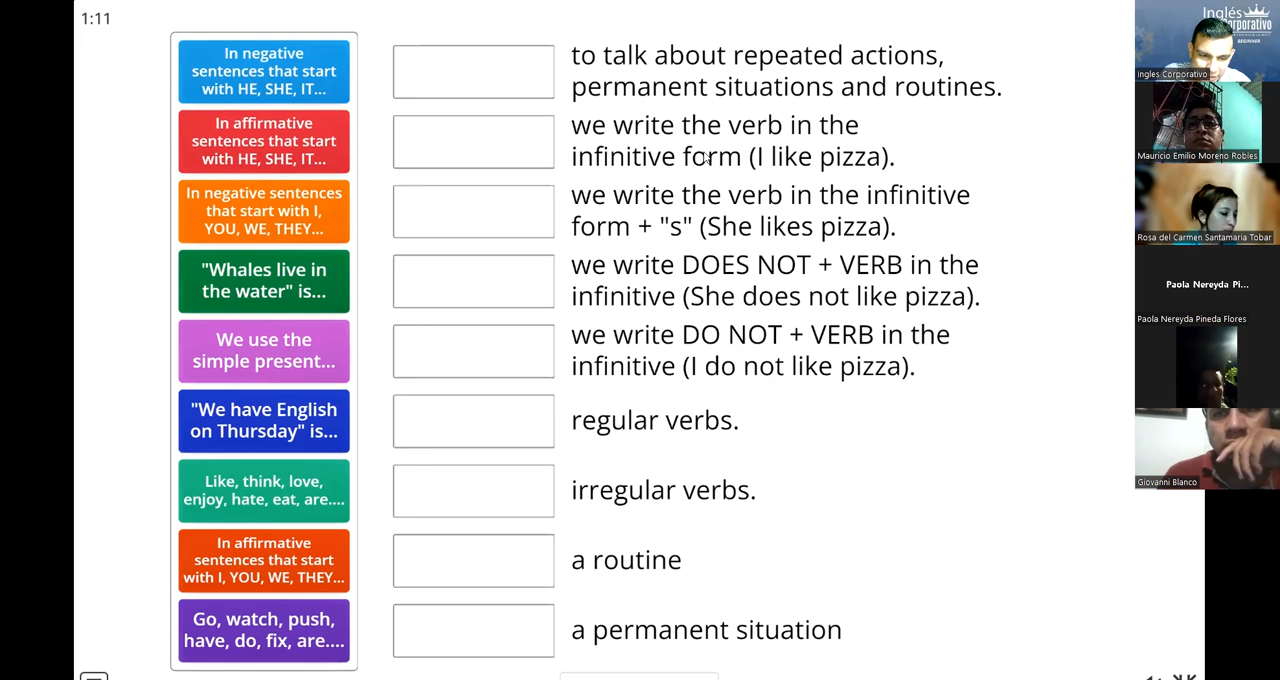 1:11
In negative
sentences that start
with HE, SHE, IT...
In affirmative
sentences that start
with HE, SHE, IT...
In negative sentences
that start with I,
YOU, WE, THEY...
"Whales live in
the water" is...
We use the
simple present...
"We have English
on Thursday" is...
Like, think, love,
enjoy, hate, eat, are....
In affirmative
sentences that start
with I, YOU, WE, THEY...
Go, watch, push,
have, do, fix, are....
to talk about repeated actions,
permanent situations and routines.
we write the verb in the
infinitive form (I like pizza).
we write the verb in the infinitive
form + "s" (She likes pizza).
we write DOES NOT + VERB in the
infinitive (She does not like pizza).
we write DO NOT + VERB in the
infinitive (I do not like pizza).
regular verbs.
irregular verbs.
a routine
a permanent situation
Inglés
Corporativo
BEGINNER
Ingles Corporativo
Mauricio Emilio Moreno Robles
Rosa del Carmen Santamaria Tobar
Paola Nereyda Pi...
Paola Nereyda Pineda Flores
Giovanni Blanco